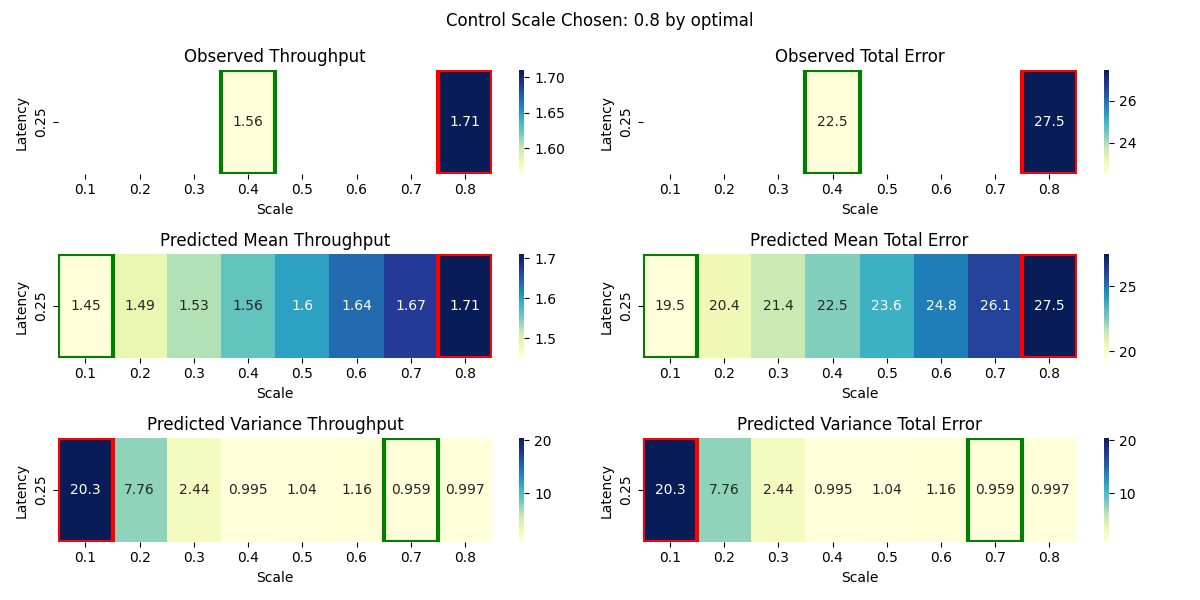 Control Scale Chosen: 0.8 by optimal
Observed Throughput
Latency
0.25
1.56
1.71
1.70
1.65
1.60
0.1 0.2 0.3 0.4 0.5 0.6 0.7 0.8
Scale
Observed Total Error
Latency
0.25
22.5
27.5
26
24
0.1 0.2 0.3 0.4 0.5 0.6 0.7 0.8
Scale
Predicted Mean Throughput
Latency
0.25
1.45 1.49 1.53 1.56 1.6 1.64 1.67 1.71
1.7
1.6
1.5
0.1 0.2 0.3 0.4 0.5 0.6 0.7 0.8
Scale
Predicted Mean Total Error
Latency
0.25
19.5 20.4 21.4 22.5 23.6 24.8 26.1 27.5
25
20
0.1 0.2 0.3 0.4 0.5 0.6 0.7 0.8
Scale
Predicted Variance Throughput
Latency
0.25
20.3 7.76 2.44 0.995 1.04 1.16 0.959 0.997
20
10
0.1 0.2 0.3 0.4 0.5 0.6 0.7 0.8
Scale
Predicted Variance Total Error
Latency
0.25
20.3 7.76 2.44 0.995 1.04 1.16 0.959 0.997
20
10
0.1 0.2 0.3 0.4 0.5 0.6 0.7 0.8
Scale